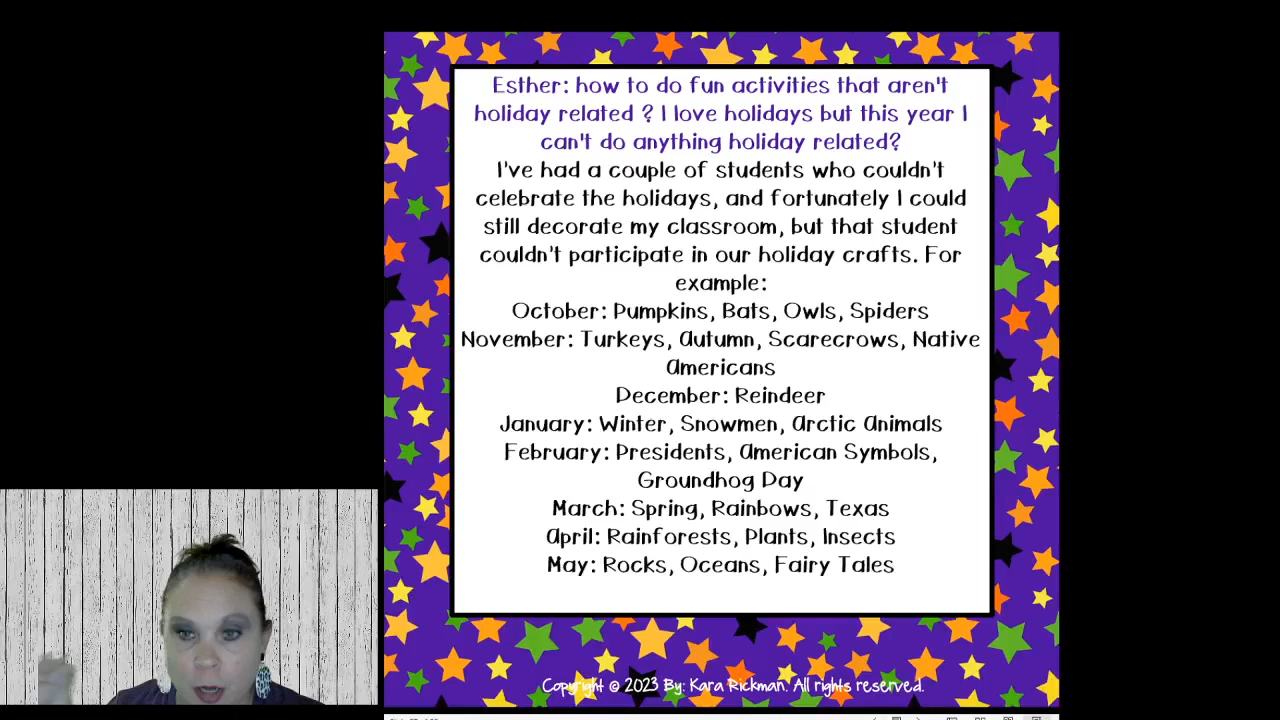 Esther: how to do fun activities that aren't
holiday related ? I love holidays but this year I
can't do anything holiday related?
I've had a couple of students who couldn't
celebrate the holidays, and fortunately I could
still decorate my classroom, but that student
couldn't participate in our holiday crafts. For
example:
October: Pumpkins, Bats, Owls, Spiders
November: Turkeys, Autumn, Scarecrows, Native
Americans
December: Reindeer
January: Winter, Snowmen, Arctic Animals
February: Presidents, American Symbols,
Groundhog Day
March: Spring, Rainbows, Texas
April: Rainforests, Plants, Insects
May: Rocks, Oceans, Fairy Tales
Copyright © 2023 By: Kara Rickman. All rights reserved.